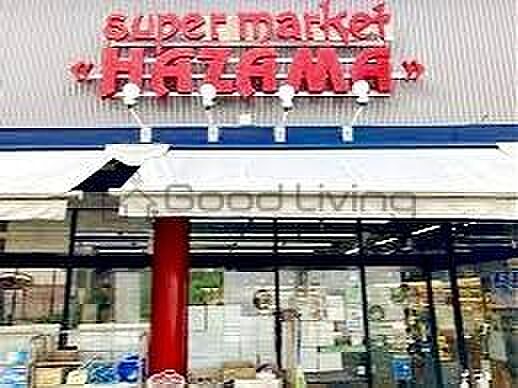 super market
"HAZAMA"
Good Living